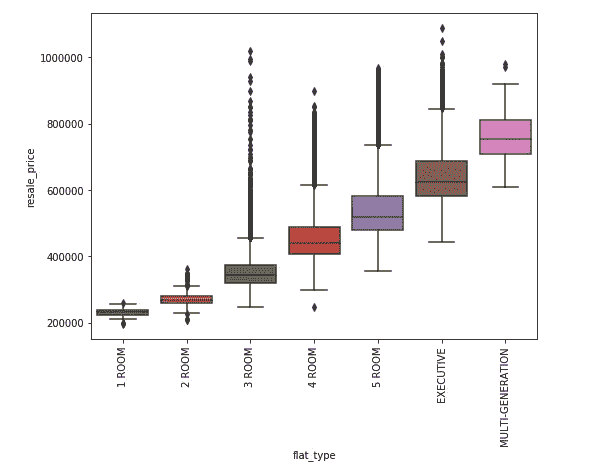 1000000
800000
600000
400000
200000
resale_price
1 ROOM
2 ROOM
3 ROOM
4 ROOM
5 ROOM
EXECUTIVE
MULTI-GENERATION
flat_type